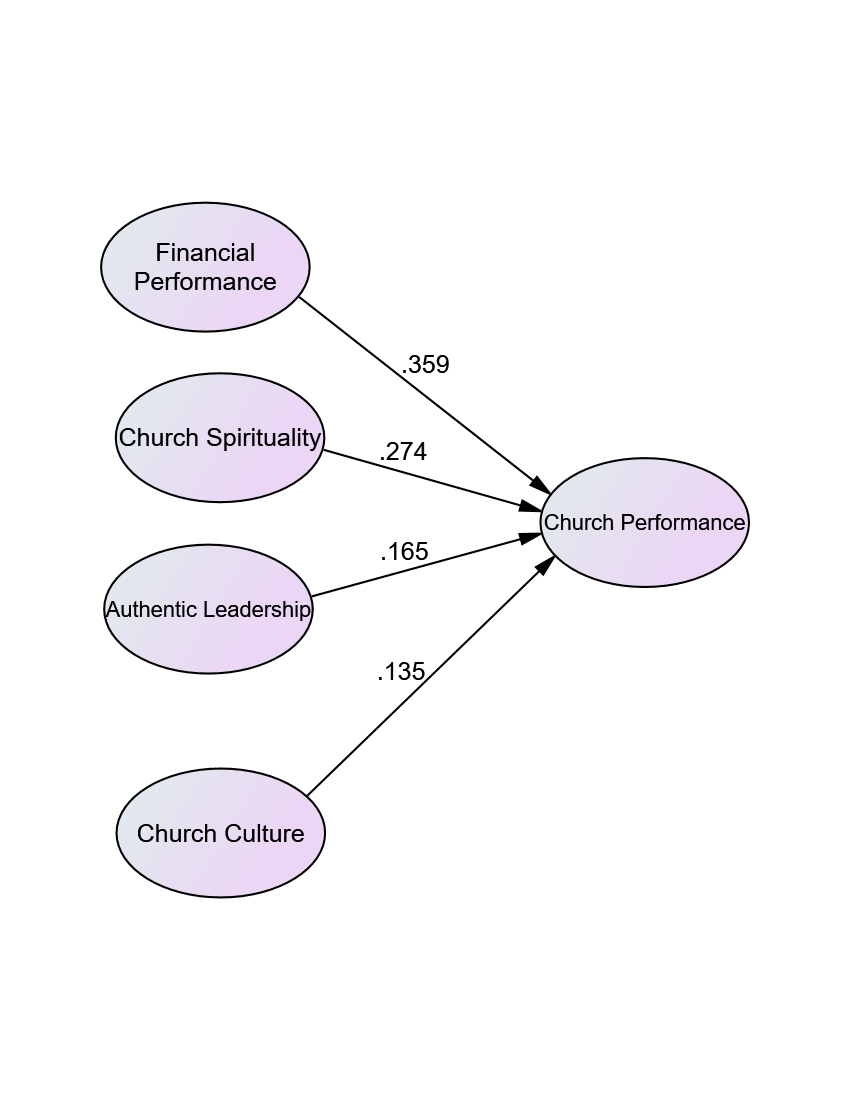 Financial
Performance
.359
Church Spirituality
.274
Church Performance
.165
Authentic Leadership
.135
Church Culture